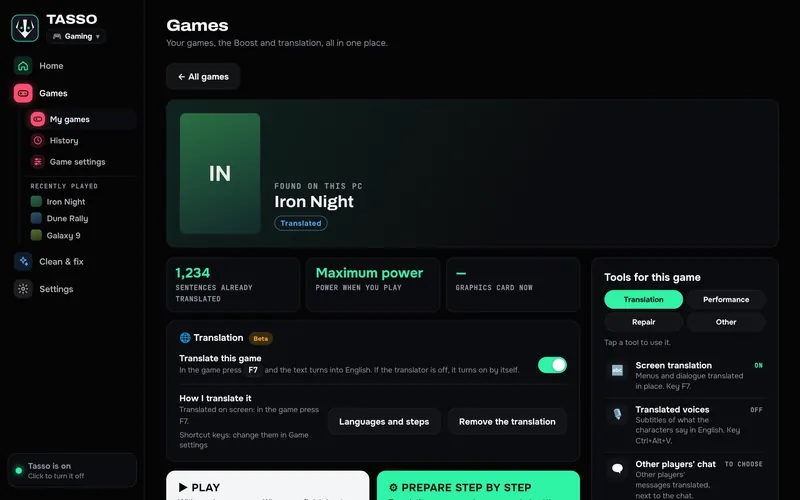 TASSO
🎮 Gaming ▾
Home
Games
My games
History
Game settings
RECENTLY PLAYED
Iron Night
Dune Rally
Galaxy 9
Clean & fix
Settings
Tasso is on
Click to turn it off
Games
Your games, the Boost and translation, all in one place.
← All games
IN
FOUND ON THIS PC
Iron Night
Translated
1,234
SENTENCES ALREADY
TRANSLATED
Maximum power
POWER WHEN YOU PLAY
—
GRAPHICS CARD NOW
🌐 Translation Beta
Translate this game
In the game press F7 and the text turns into English. If the translator is off, it turns on by itself.
How I translate it
Translated on screen: in the game press
F7.
Shortcut keys: change them in Game
settings
Languages and steps
Remove the translation
▶ PLAY
⚙ PREPARE STEP BY STEP
Tools for this game
Translation
Performance
Repair
Other
Tap a tool to use it.
Screen translation ON
Menus and dialogue translated
in place. Key F7.
Translated voices OFF
Subtitles of what the
characters say in English. Key
Ctrl+Alt+V.
Other players' chat TO CHOOSE
Other players'
messages translated,
next to the chat.